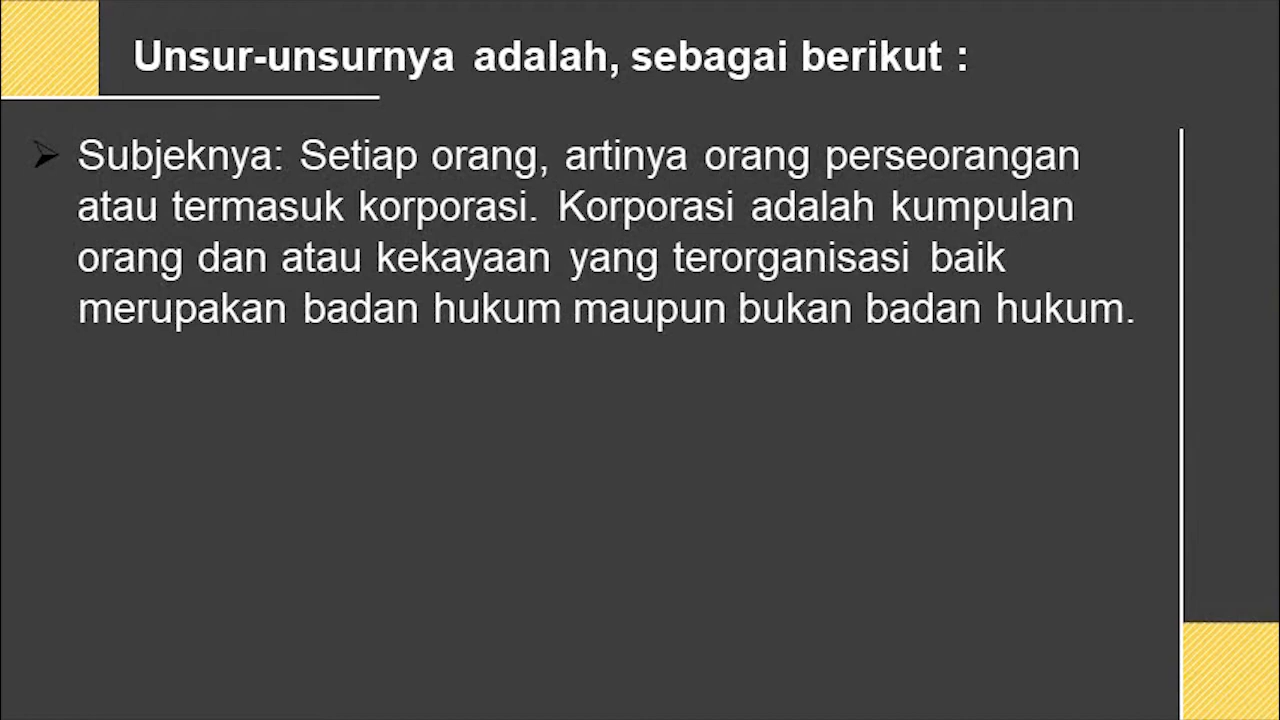 Unsur-unsurnya adalah, sebagai berikut :
➢ Subjeknya: Setiap orang, artinya orang perseorangan
atau termasuk korporasi. Korporasi adalah kumpulan
orang dan atau kekayaan yang terorganisasi baik
merupakan badan hukum maupun bukan badan hukum.